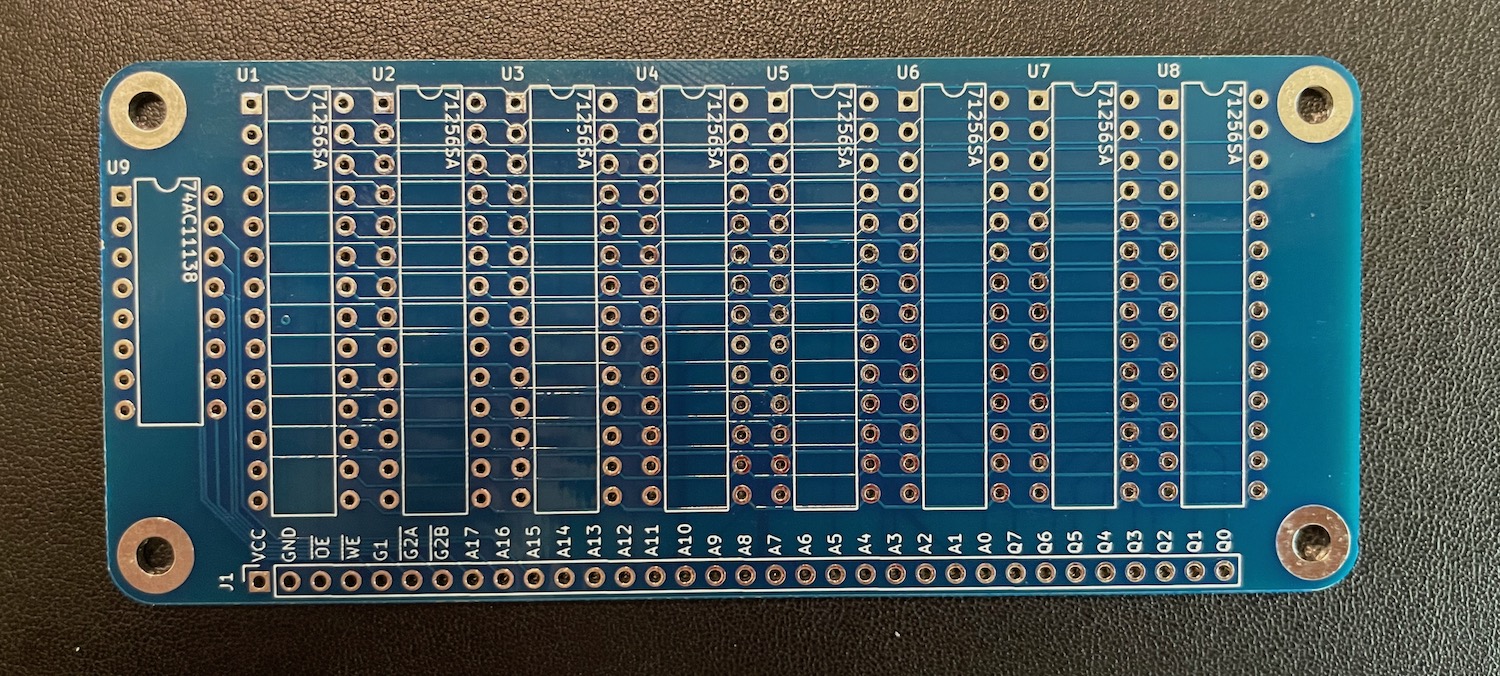 U1 U2 U3 U4 U5 U6 U7 U8
71256SA 71256SA 71256SA 71256SA 71256SA 71256SA 71256SA 71256SA
U9
74AC11138
J1
VCC GND OE WE G1 G2A G2B A17 A16 A15 A14 A13 A12 A11 A10 A9 A8 A7 A6 A5 A4 A3 A2 A1 A0 Q7 Q6 Q5 Q4 Q3 Q2 Q1 Q0